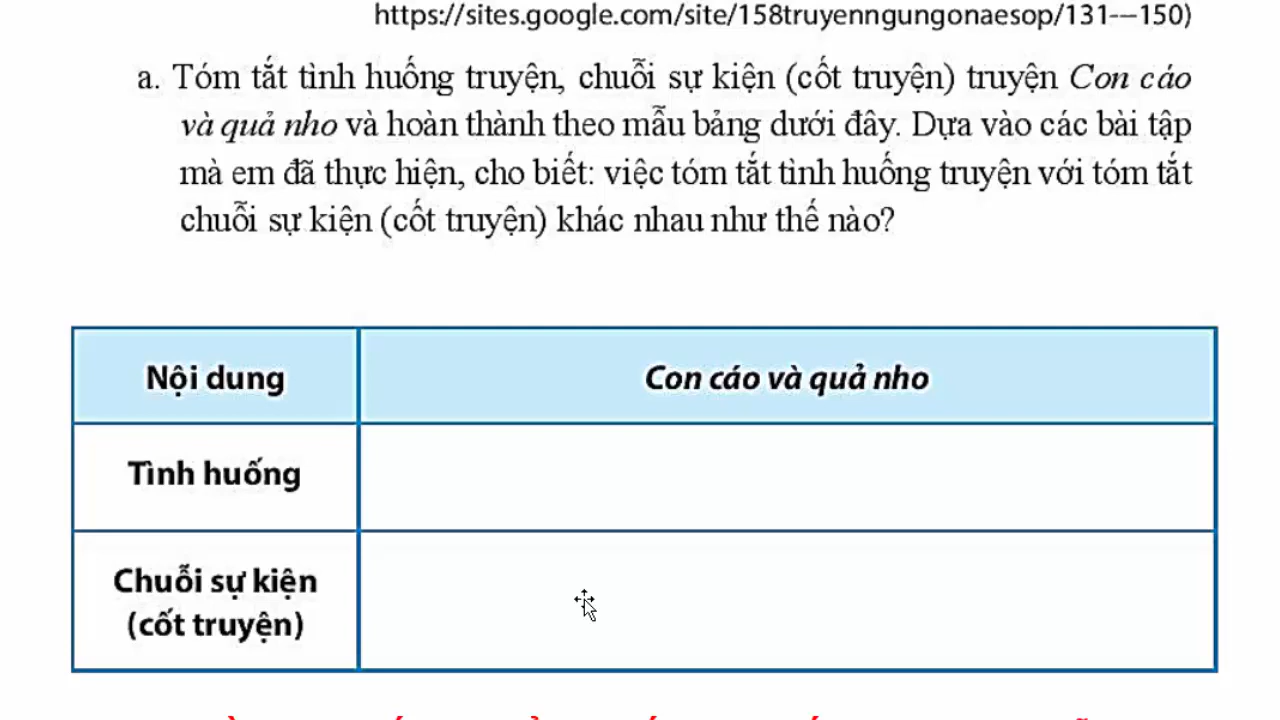 https://sites.google.com/site/158truyenngungonaesop/131---150)
a. Tóm tắt tình huống truyện, chuỗi sự kiện (cốt truyện) truyện Con cáo
và quả nho và hoàn thành theo mẫu bảng dưới đây. Dựa vào các bài tập
mà em đã thực hiện, cho biết: việc tóm tắt tình huống truyện với tóm tắt
chuỗi sự kiện (cốt truyện) khác nhau như thế nào?
Nội dung
Con cáo và quả nho
Tình huống
Chuỗi sự kiện
(cốt truyện)